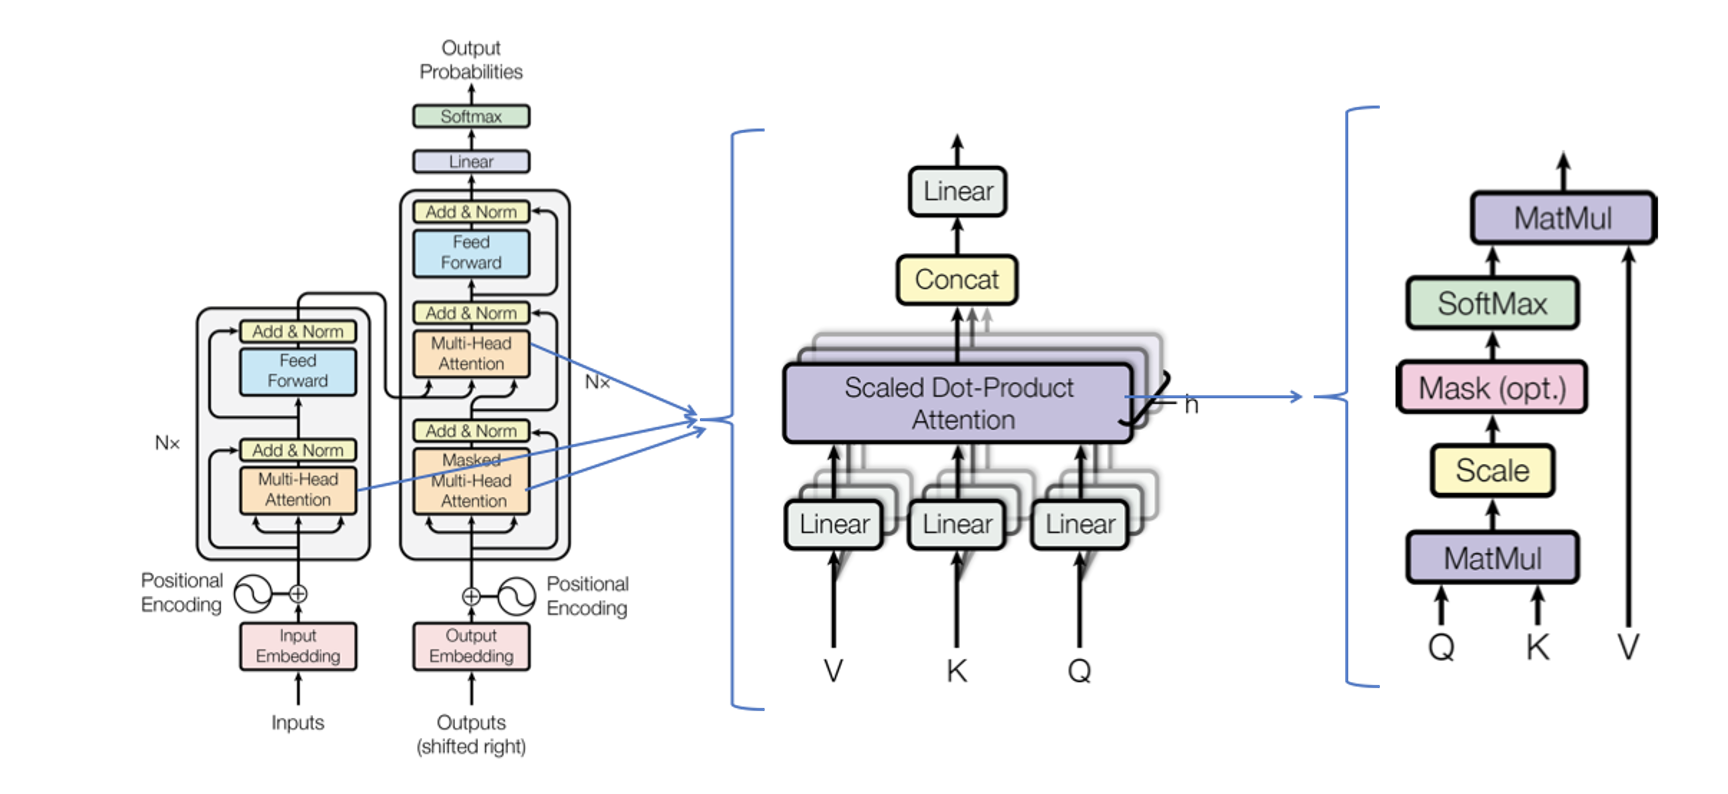 Output
Probabilities
Softmax
Linear
Add & Norm
Feed
Forward
Add & Norm
Multi-Head
Attention
Nx
Add & Norm
Masked
Multi-Head
Attention
Positional
Encoding
Output
Embedding
Outputs
(shifted right)
Add & Norm
Feed
Forward
Nx
Add & Norm
Multi-Head
Attention
Positional
Encoding
Input
Embedding
Inputs
Linear
Concat
Scaled Dot-Product
Attention
h
Linear
Linear
Linear
V
K
Q
MatMul
SoftMax
Mask (opt.)
Scale
MatMul
Q
K
V